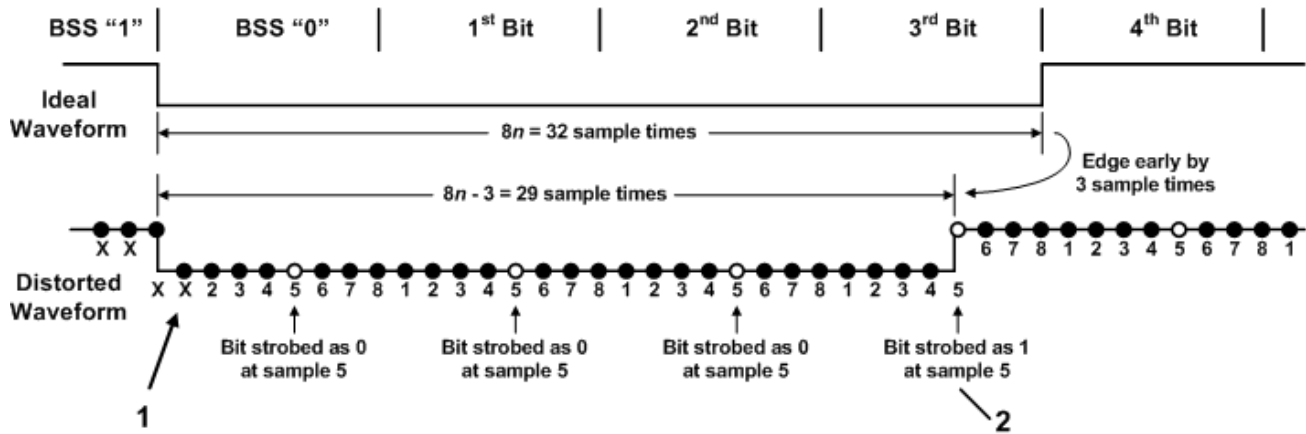 BSS “1” BSS “0” 1st Bit 2nd Bit 3rd Bit 4th Bit
Ideal
Waveform
8n = 32 sample times
Edge early by
3 sample times
8n - 3 = 29 sample times
X X 6 7 8 1 2 3 4 5 6 7 8 1
Distorted
Waveform
X X 2 3 4 5 6 7 8 1 2 3 4 5 6 7 8 1 2 3 4 5 6 7 8 1 2 3 4 5
Bit strobed as 0
at sample 5
Bit strobed as 0
at sample 5
Bit strobed as 0
at sample 5
Bit strobed as 1
at sample 5
1 2